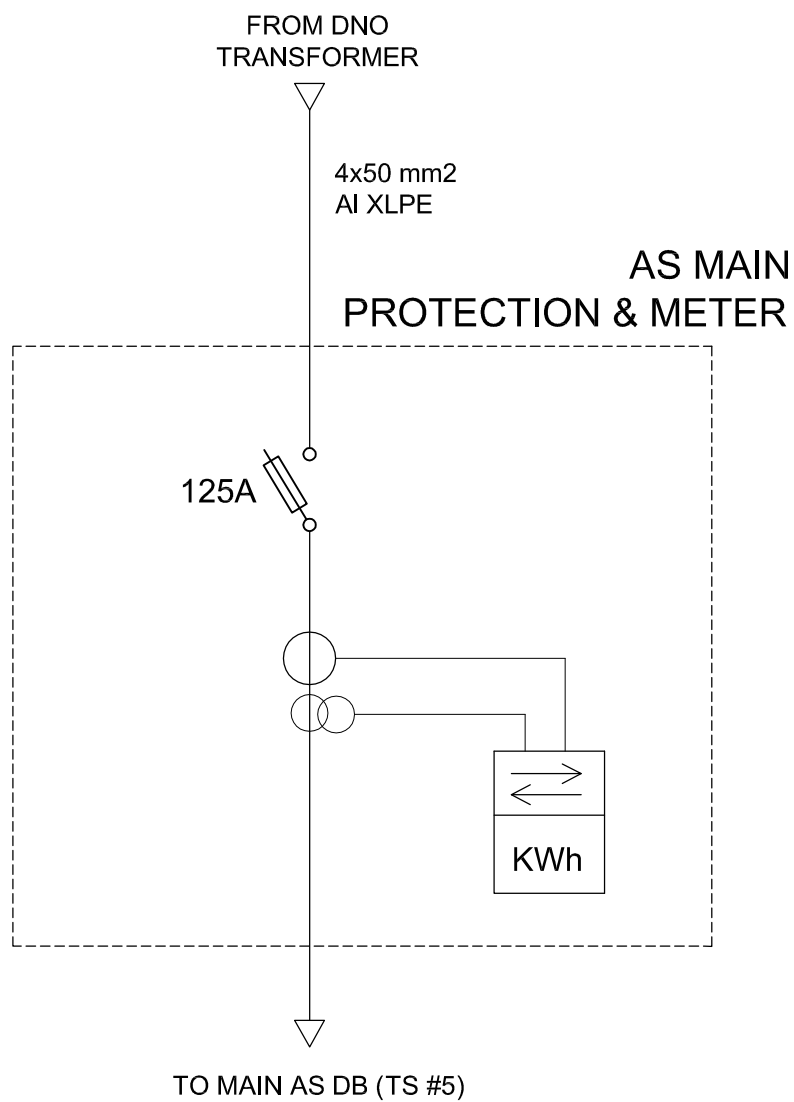 FROM DNO
TRANSFORMER
4x50 mm2
Al XLPE
AS MAIN
PROTECTION & METER
125A
KWh
TO MAIN AS DB (TS #5)